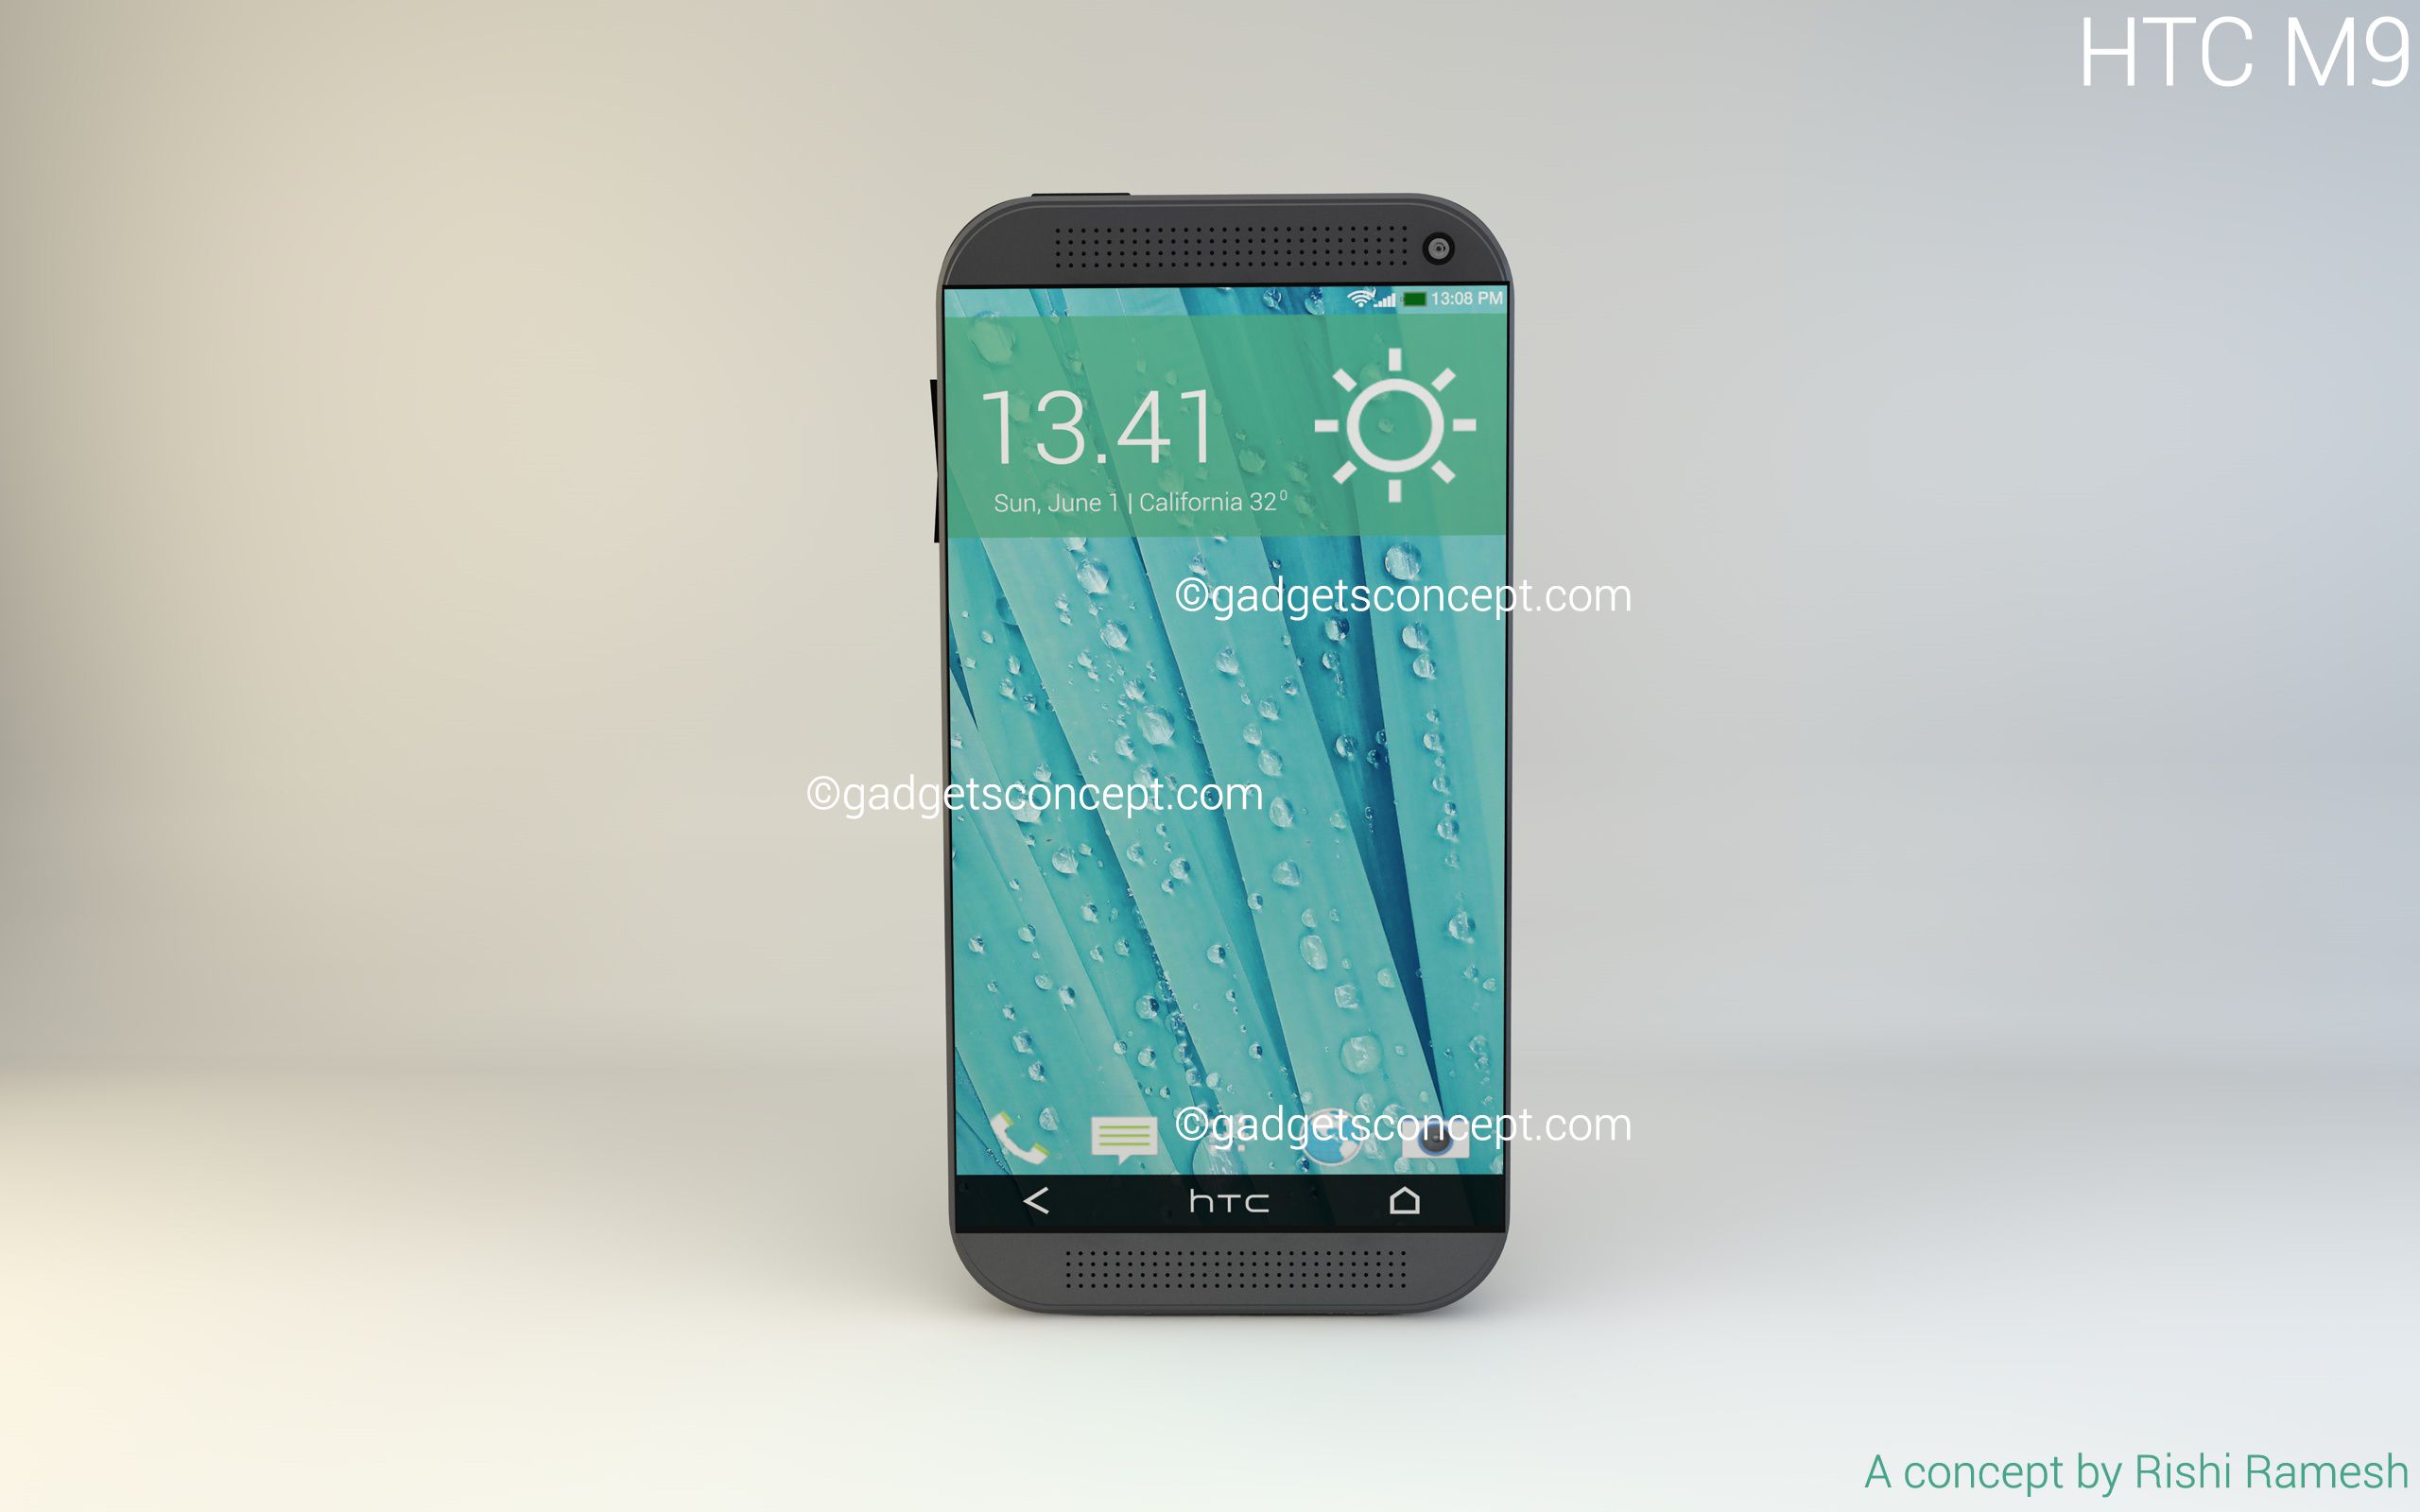 HTC M9
13:08 PM
13.41
Sun, June 1 | California 32⁰
©gadgetsconcept.com
©gadgetsconcept.com
©gadgetsconcept.com
hTC
A concept by Rishi Ramesh